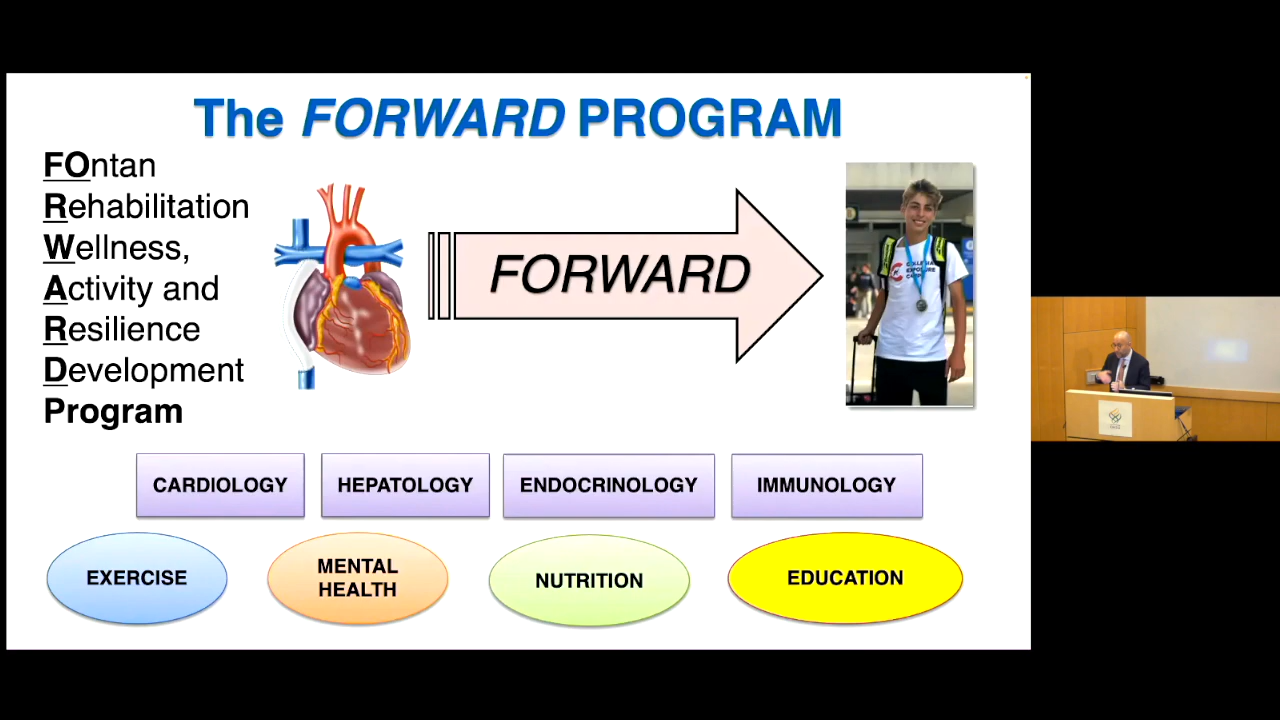 The FORWARD PROGRAM
FOntan
Rehabilitation
Wellness,
Activity and
Resilience
Development
Program
FORWARD
CARDIOLOGY
HEPATOLOGY
ENDOCRINOLOGY
IMMUNOLOGY
EXERCISE
MENTAL
HEALTH
NUTRITION
EDUCATION